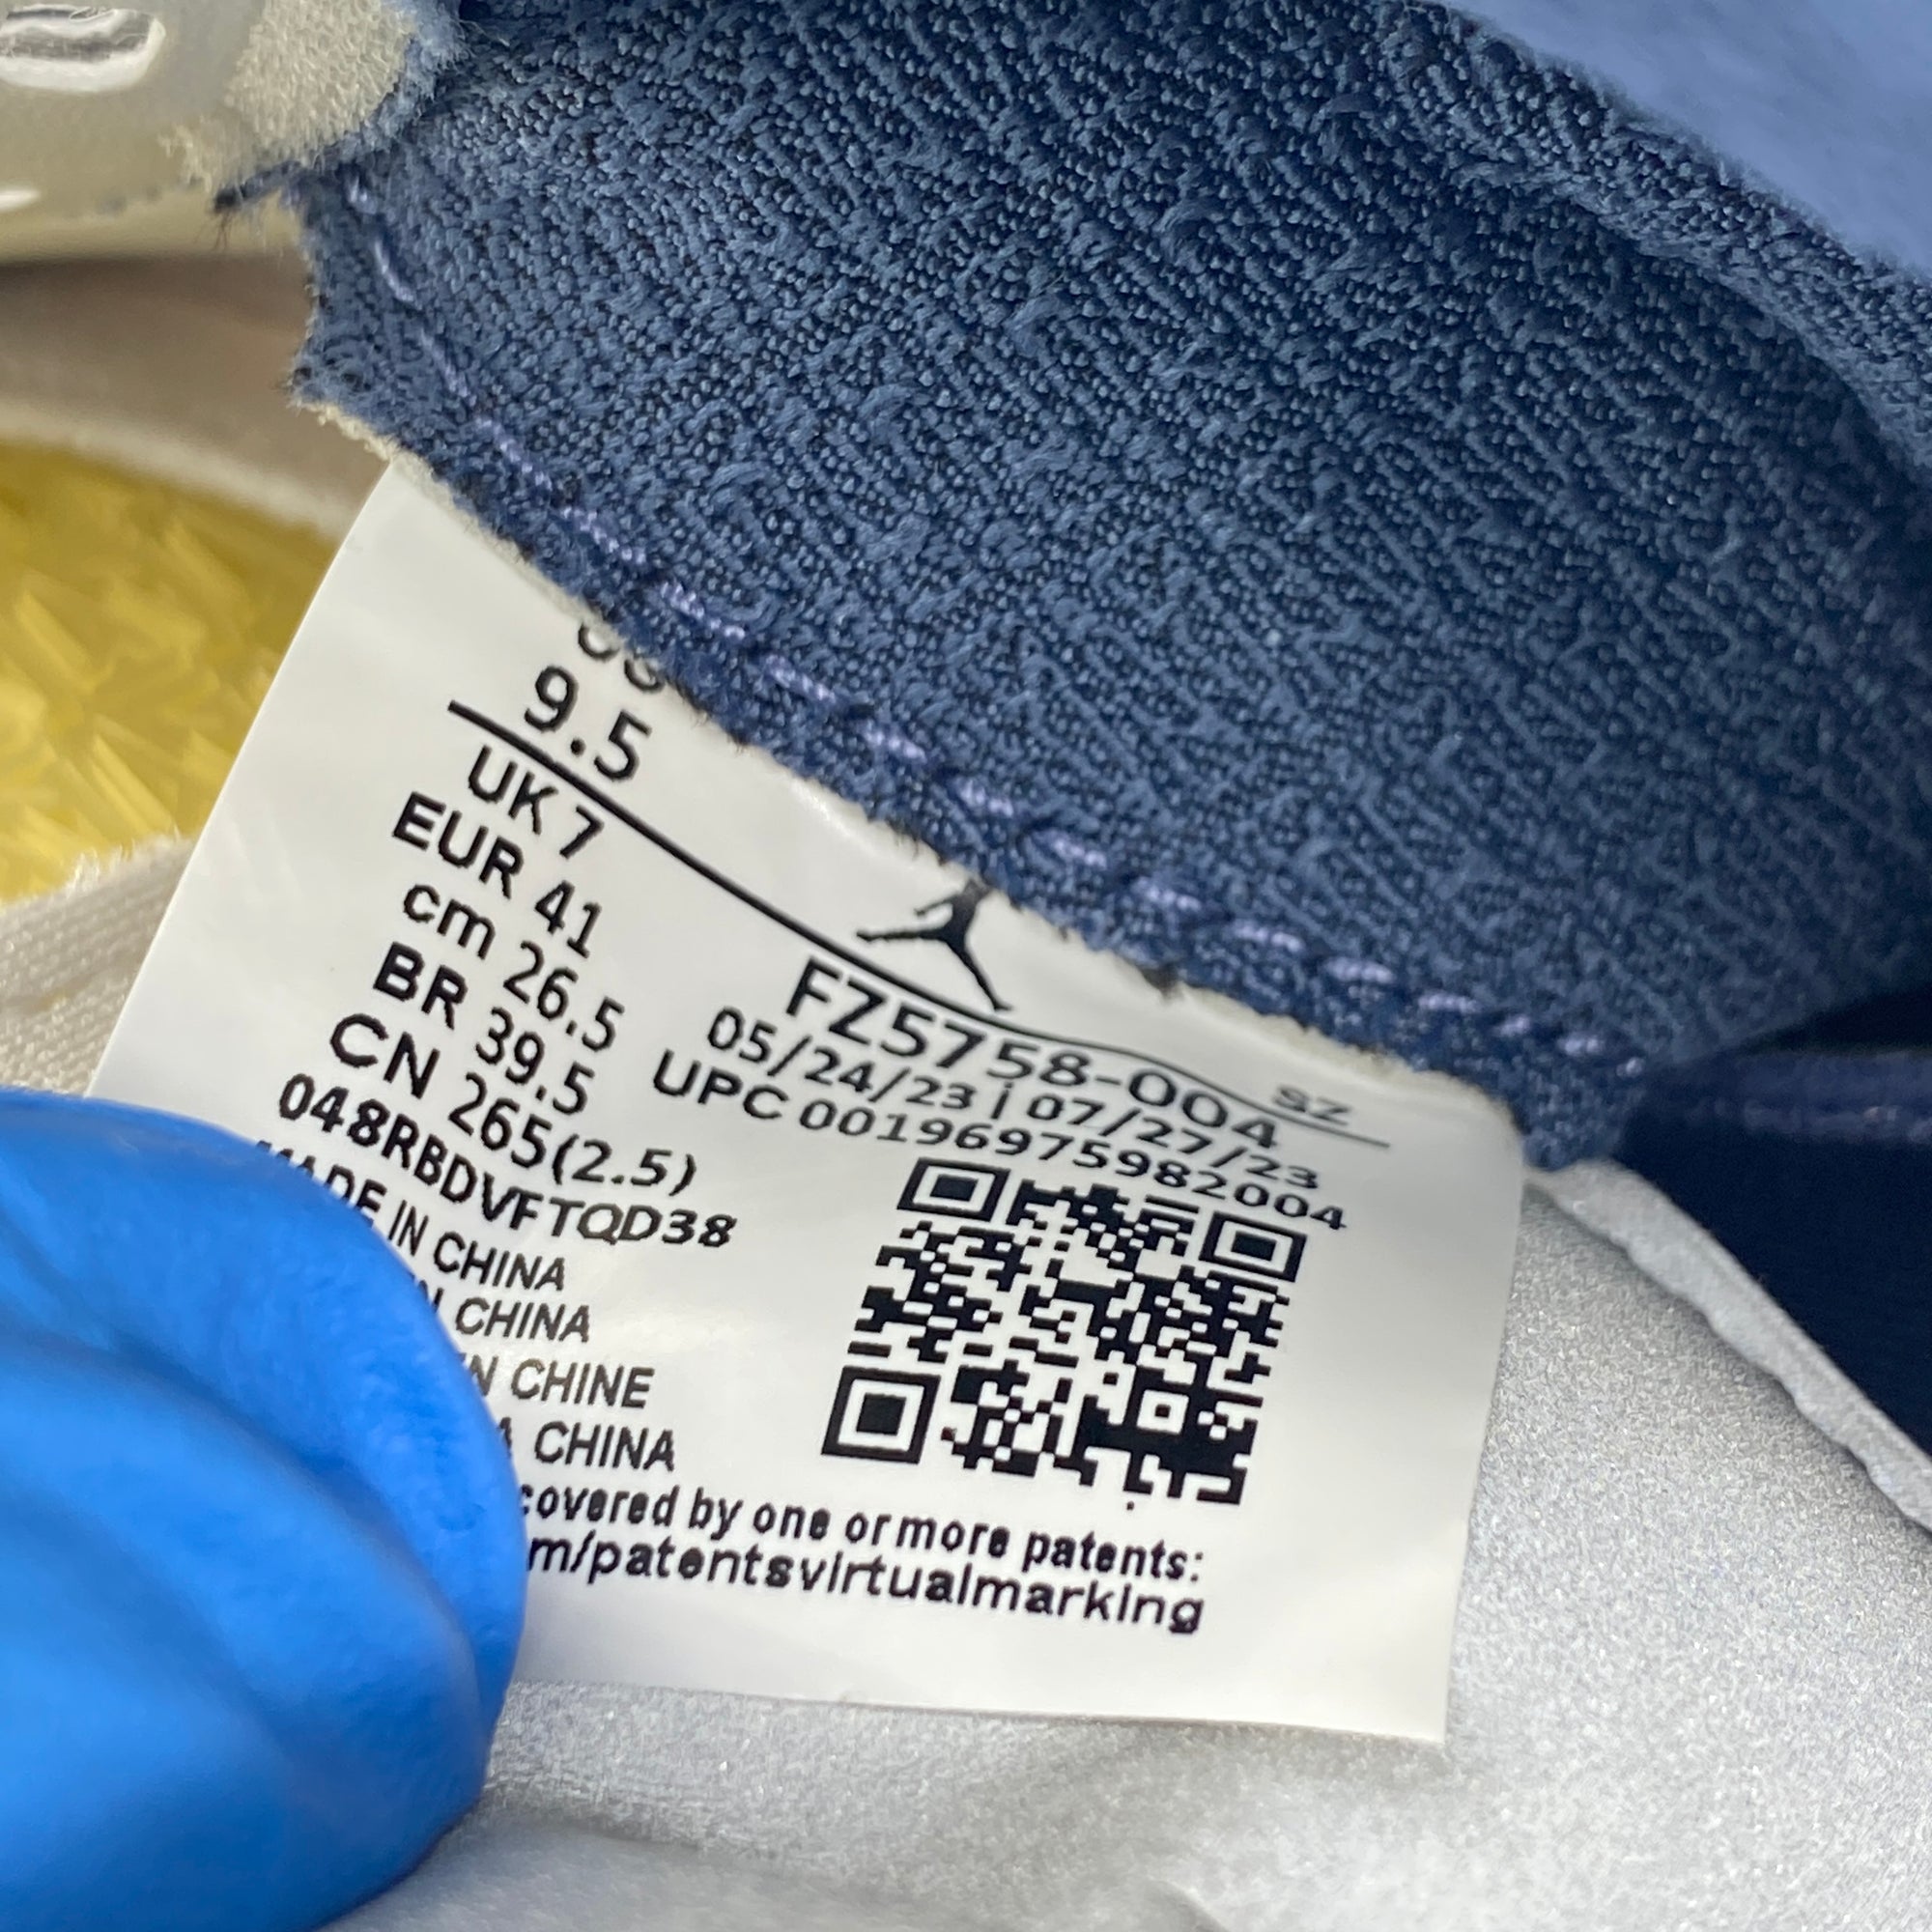 9.5
UK 7
EUR 41
cm 26.5
BR 39.5
CN 265(2.5)
048RBDVFTQD38
MADE IN CHINA
CHINA
N CHINE
CHINA
covered by one or more patents:
m/patentsvirtualmarking
SZ
FZ5758-004
05/24/23 | 07/27/23
UPC 00196975982004